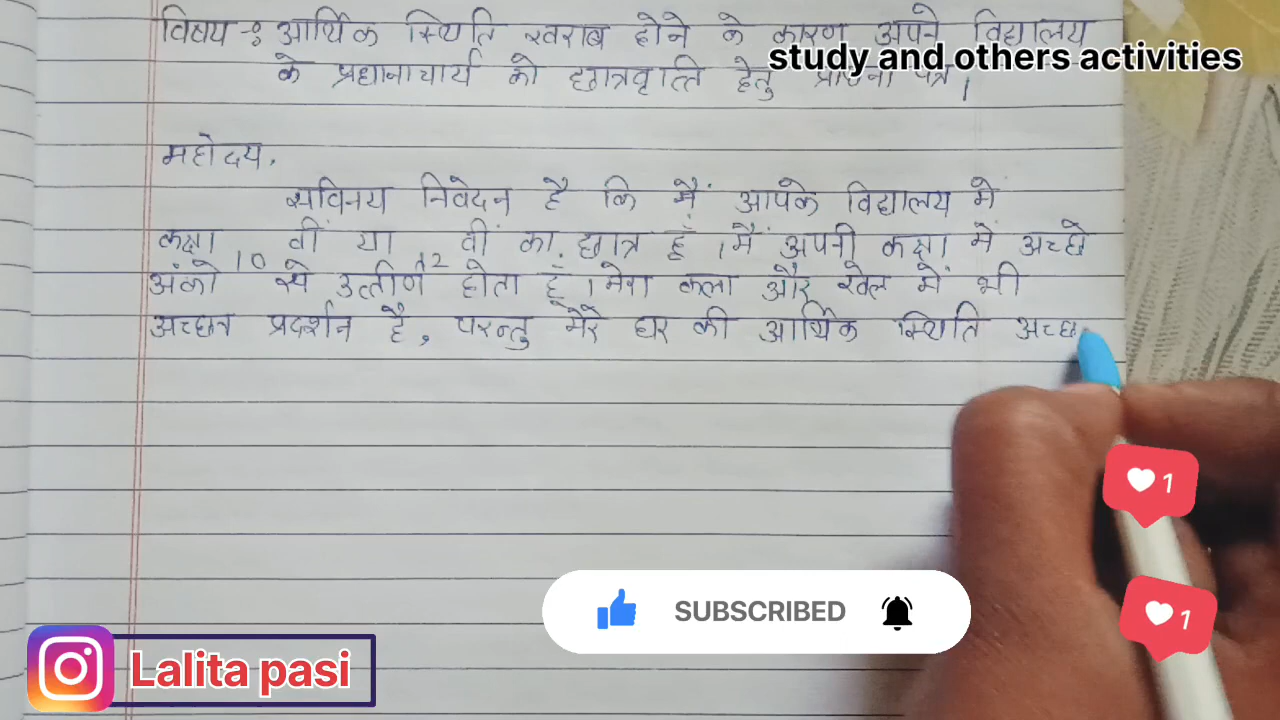 विषय -: आर्थिक स्थिति खराब होने के कारण अपने विद्यालय
study and others activities
के प्रधानाचार्य को छात्रवृत्ति हेतु प्रार्थना पत्र।
महोदय,
सविनय निवेदन है कि मैं आपके विद्यालय में
कक्षा 10 वीं या 12 वीं का छात्र हूँ । मैं अपनी कक्षा में अच्छे
अंको से उत्तीर्ण होता हूँ । मेरा कला और खेल में भी
अच्छा प्रदर्शन है, परन्तु मेरे घर की आर्थिक स्थिति अच्छ
1
SUBSCRIBED
1
Lalita pasi